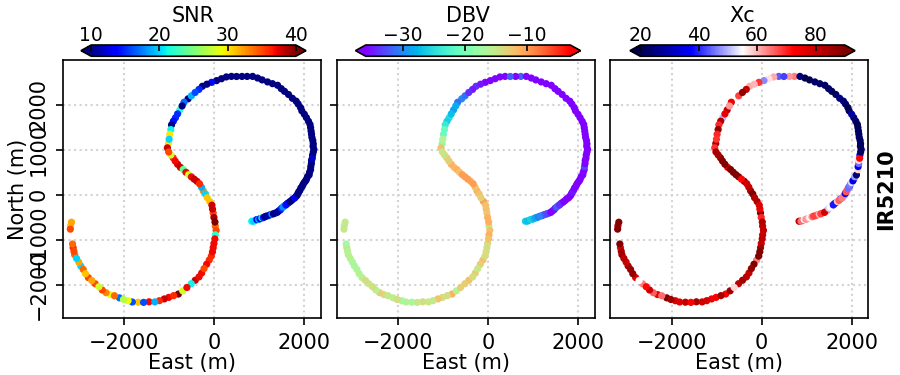 SNR
10 20 30 40
DBV
−30 −20 −10
Xc
20 40 60 80
North (m)
2000
1000
0
−1000
−2000
−2000 0 2000
East (m)
−2000 0 2000
East (m)
−2000 0 2000
East (m)
IR5210